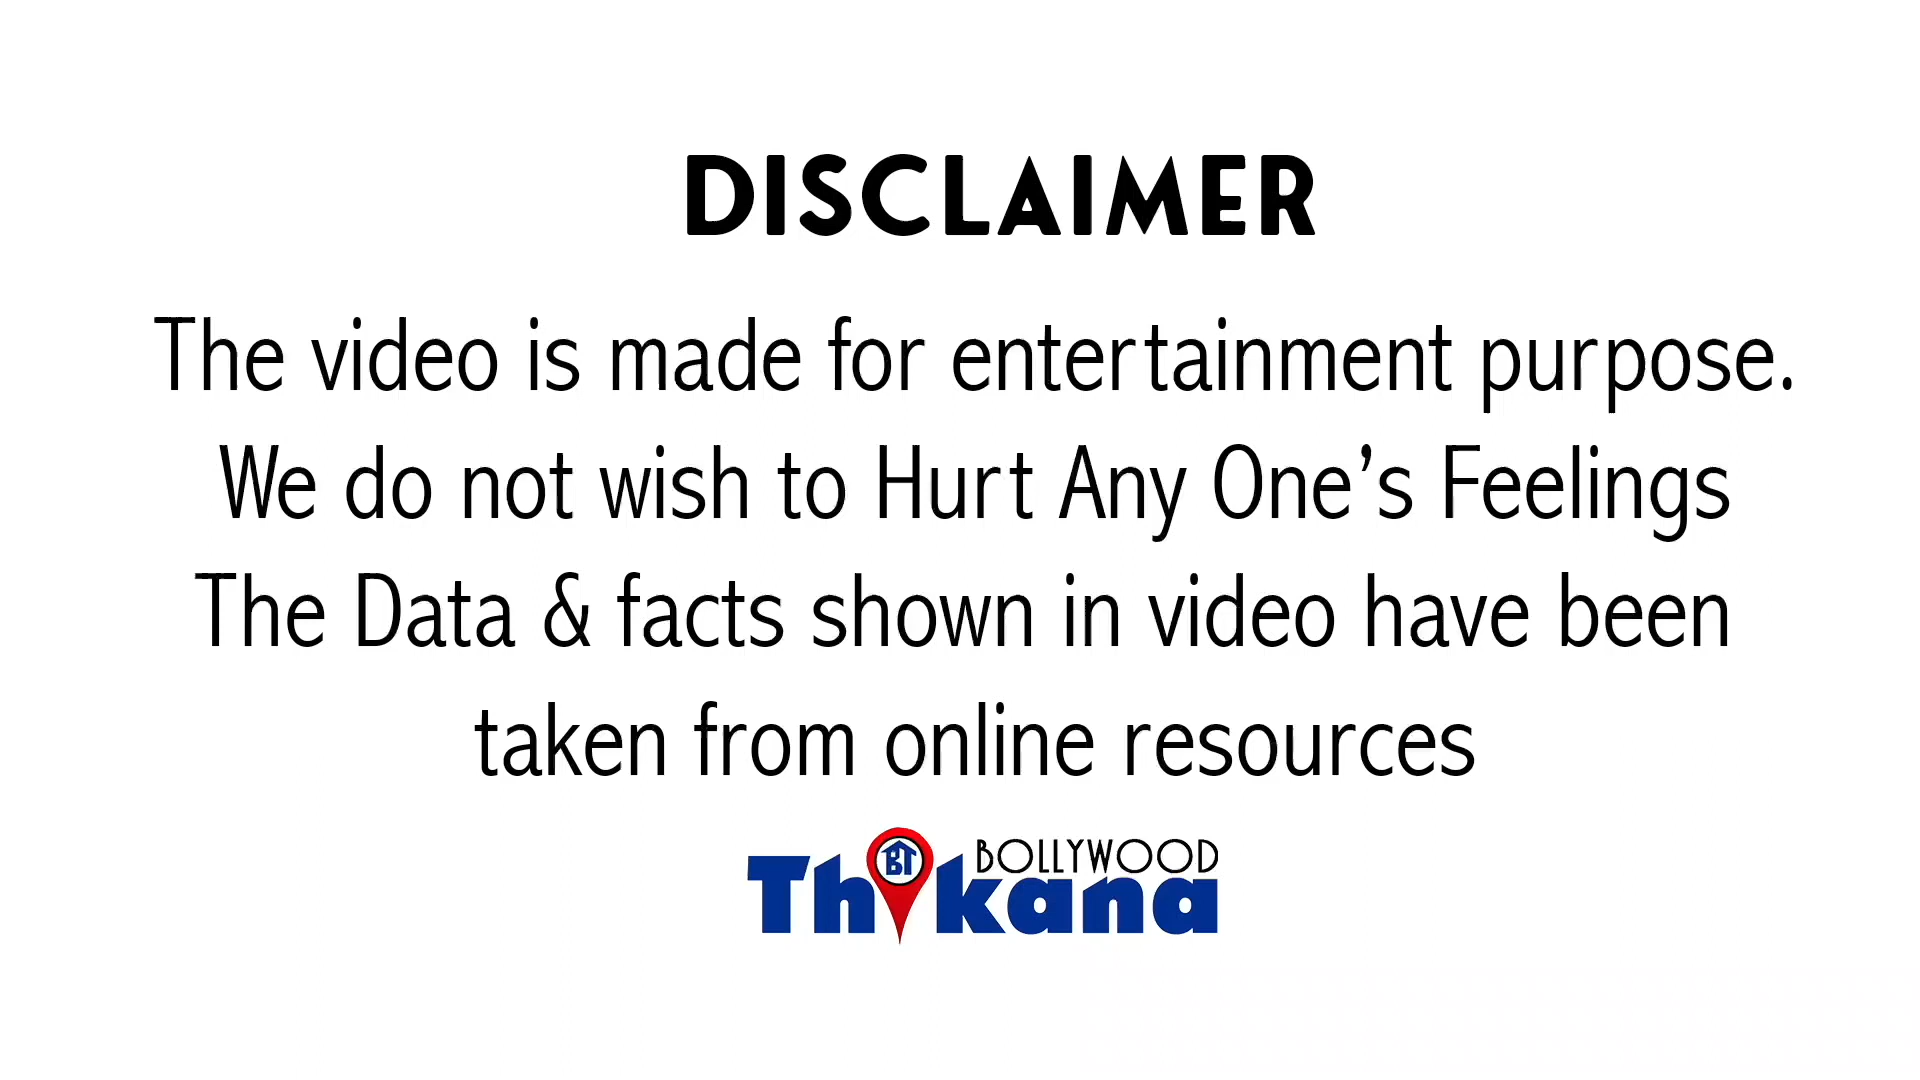 DISCLAIMER
The video is made for entertainment purpose.
We do not wish to Hurt Any One’s Feelings
The Data & facts shown in video have been
taken from online resources
BT
BOLLYWOOD
Thikana